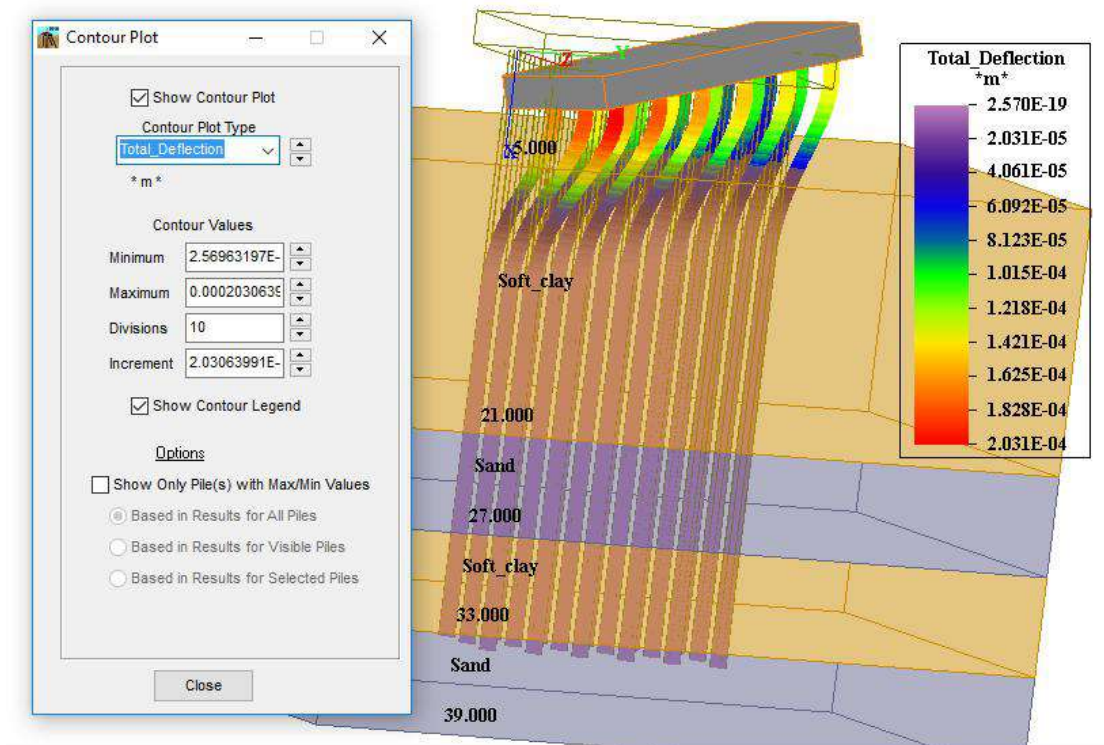 Contour Plot
Show Contour Plot
Contour Plot Type
Total_Deflection
* m *
Contour Values
Minimum 2.56963197E-
Maximum 0.0002030639
Divisions 10
Increment 2.03063991E-
Show Contour Legend
Options
Show Only Pile(s) with Max/Min Values
Based in Results for All Piles
Based in Results for Visible Piles
Based in Results for Selected Piles
Close
Z
Y
X
5.000
Soft_clay
21.000
Sand
27.000
Soft_clay
33.000
Sand
39.000
Total_Deflection
*m*
2.570E-19
2.031E-05
4.061E-05
6.092E-05
8.123E-05
1.015E-04
1.218E-04
1.421E-04
1.625E-04
1.828E-04
2.031E-04